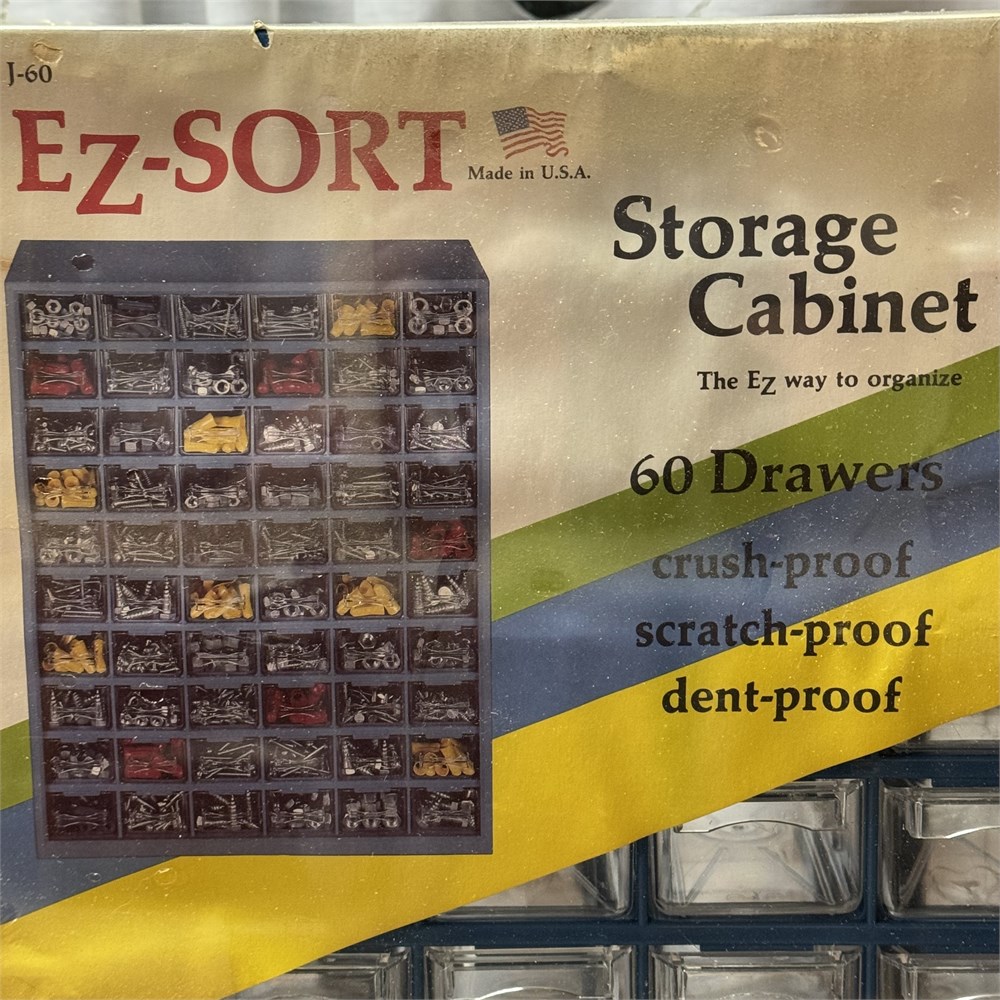 J-60
EZ-SORT
Made in U.S.A.
Storage
Cabinet
The EZ way to organize
60 Drawers
crush-proof
scratch-proof
dent-proof